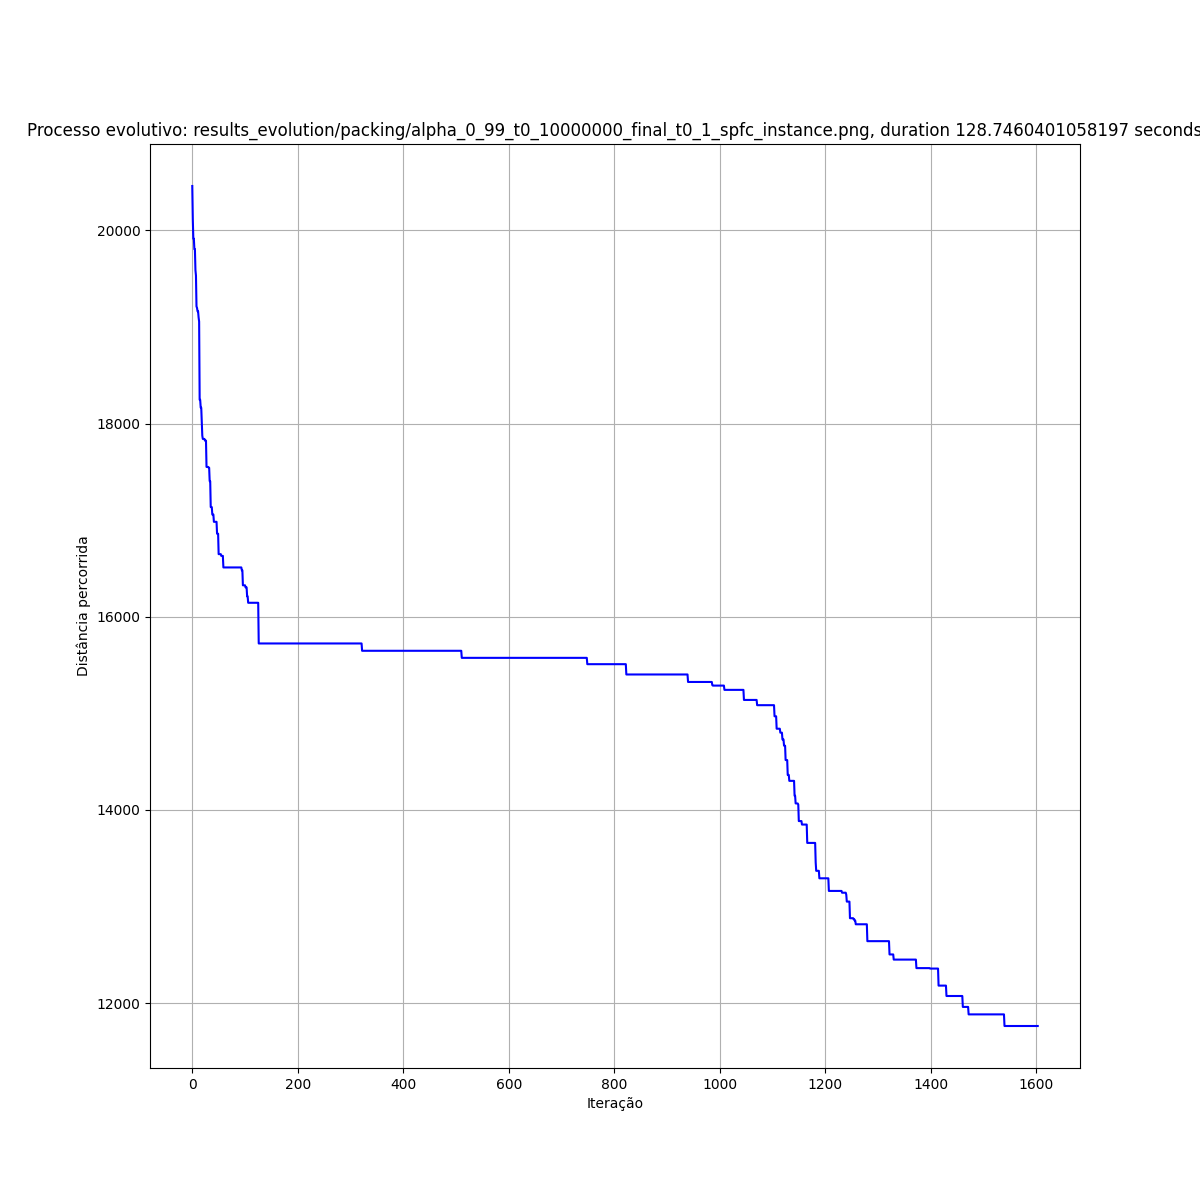 Processo evolutivo: results_evolution/packing/alpha_0_99_t0_10000000_final_t0_1_spfc_instance.png, duration 128.7460401058197 seconds
20000
18000
16000
14000
12000
Distância percorrida
0 200 400 600 800 1000 1200 1400 1600
Iteração